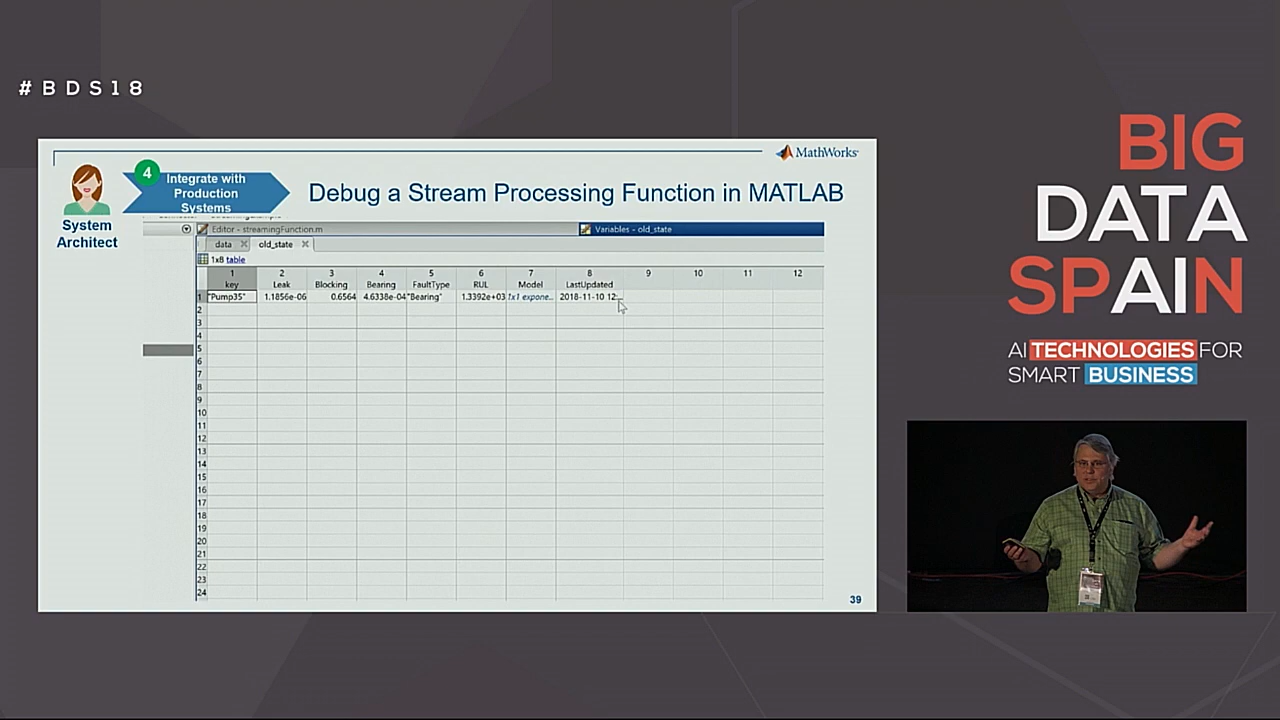 #BDS18
BIG
DATA
SPAIN
AI TECHNOLOGIES FOR
SMART BUSINESS
MathWorks
4
Integrate with
Production
Systems
Debug a Stream Processing Function in MATLAB
System
Architect
Editor - streamingFunction.m
Variables - old_state
data
old_state
1x8 table
1 2 3 4 5 6 7 8 9 10 11 12
key Leak Blocking Bearing FaultType RUL Model LastUpdated
1 "Pump35" 1.1856e-06 0.6564 4.6338e-04 "Bearing" 1.3392e+03 1x1 expone... 2018-11-10 12:...
2
3
4
5
6
7
8
9
10
11
12
13
14
15
16
17
18
19
20
21
22
23
24
39